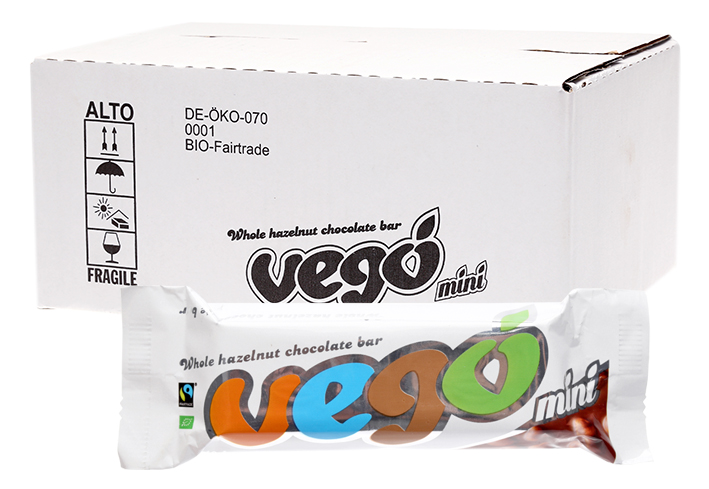 ALTO
DE-ÖKO-070
0001
BIO-Fairtrade
FRAGILE
Whole hazelnut chocolate bar
vego
mini
Whole hazelnut chocolate bar
vego
mini